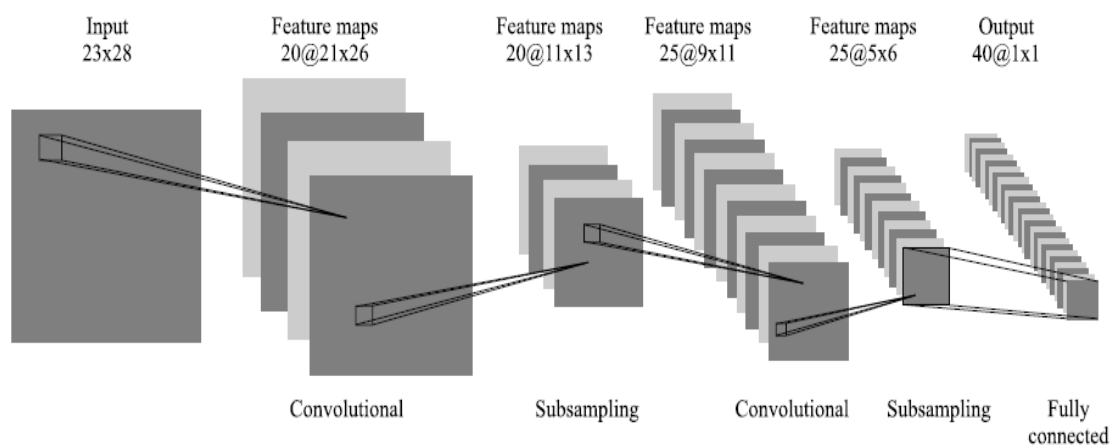 Input
23x28
Feature maps
20@21x26
Feature maps
20@11x13
Feature maps
25@9x11
Feature maps
25@5x6
Output
40@1x1
Convolutional
Subsampling
Convolutional
Subsampling
Fully
connected